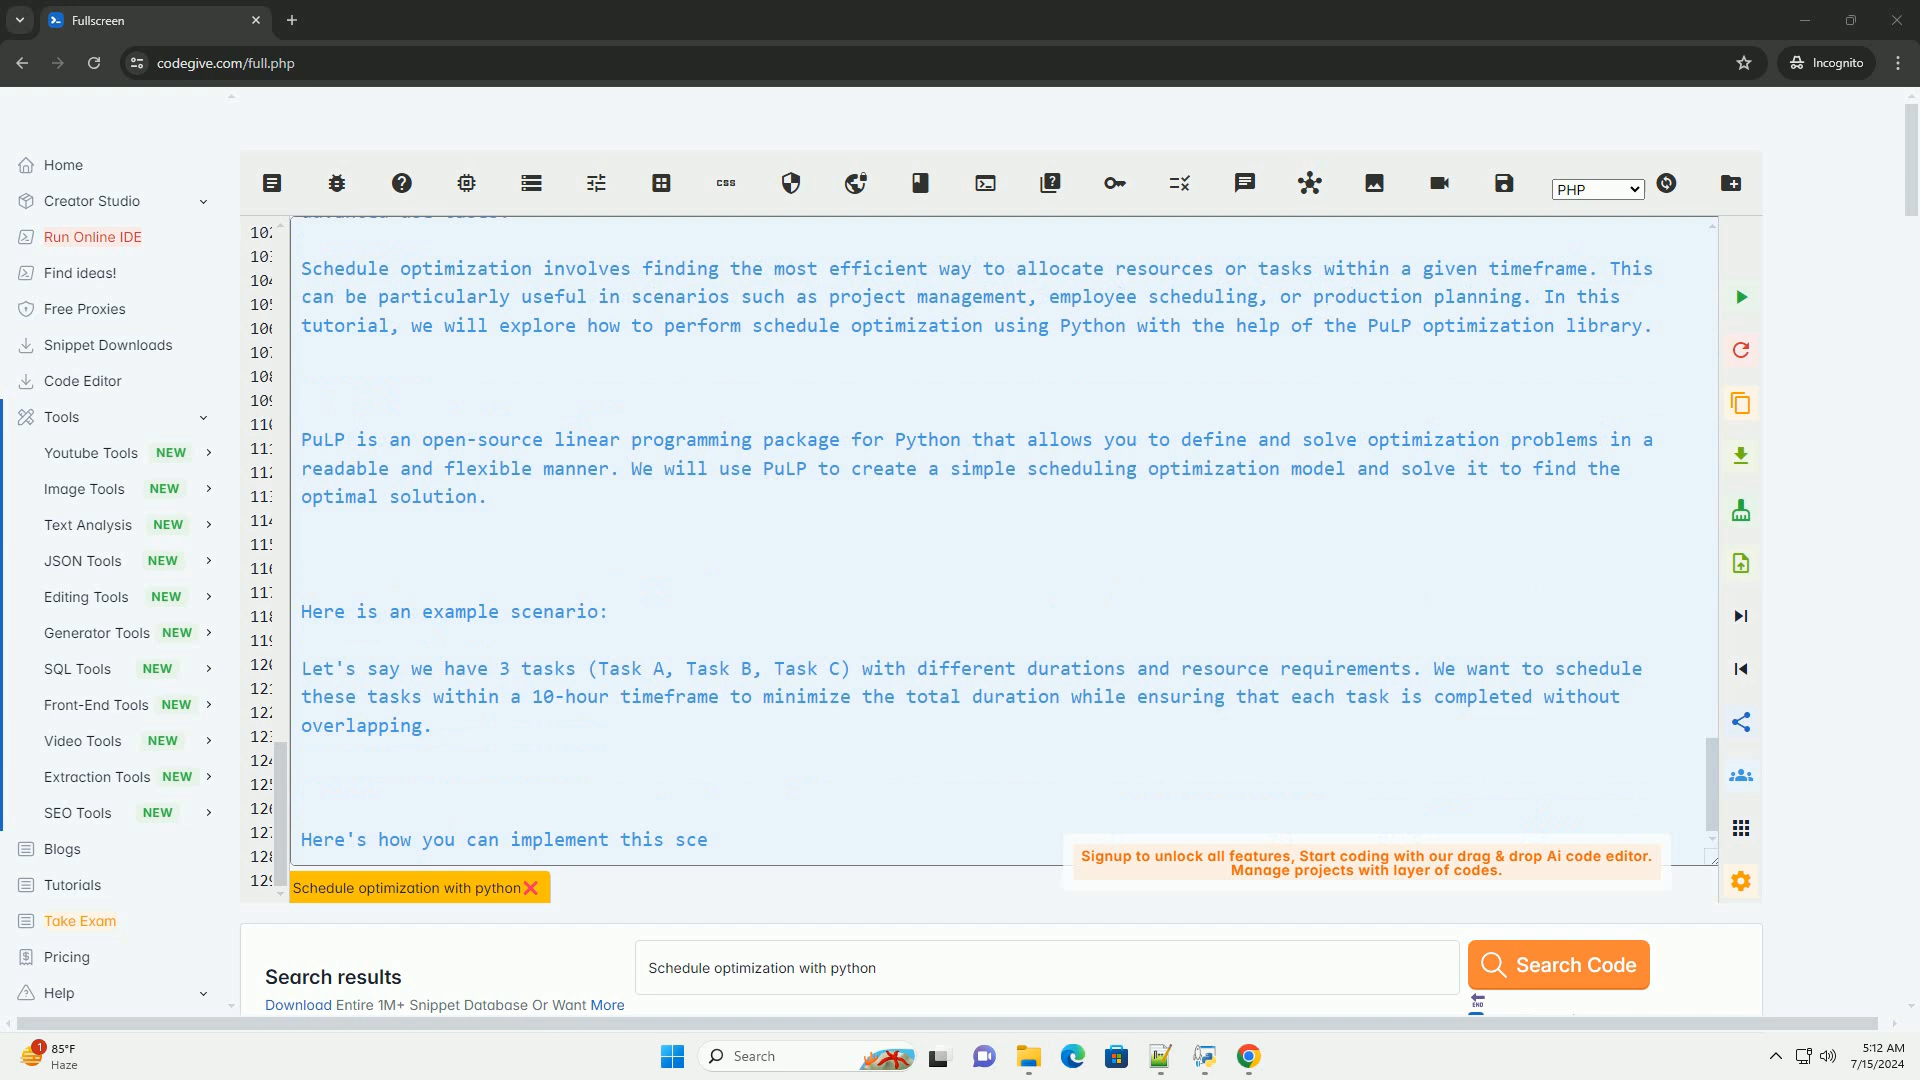 Fullscreen
codegive.com/full.php
Incognito
Home
Creator Studio
Run Online IDE
Find ideas!
Free Proxies
Snippet Downloads
Code Editor
Tools
Youtube Tools NEW
Image Tools NEW
Text Analysis NEW
JSON Tools NEW
Editing Tools NEW
Generator Tools NEW
SQL Tools NEW
Front-End Tools NEW
Video Tools NEW
Extraction Tools NEW
SEO Tools NEW
Blogs
Tutorials
Take Exam
Pricing
Help
css
PHP
Schedule optimization involves finding the most efficient way to allocate resources or tasks within a given timeframe. This
can be particularly useful in scenarios such as project management, employee scheduling, or production planning. In this
tutorial, we will explore how to perform schedule optimization using Python with the help of the PuLP optimization library.
PuLP is an open-source linear programming package for Python that allows you to define and solve optimization problems in a
readable and flexible manner. We will use PuLP to create a simple scheduling optimization model and solve it to find the
optimal solution.
Here is an example scenario:
Let's say we have 3 tasks (Task A, Task B, Task C) with different durations and resource requirements. We want to schedule
these tasks within a 10-hour timeframe to minimize the total duration while ensuring that each task is completed without
overlapping.
Here's how you can implement this sce
Signup to unlock all features, Start coding with our drag & drop Ai code editor.
Manage projects with layer of codes.
Schedule optimization with python
Search results
Download Entire 1M+ Snippet Database Or Want More
Schedule optimization with python
Search Code
END
1
85°F
Haze
Search
5:12 AM
7/15/2024